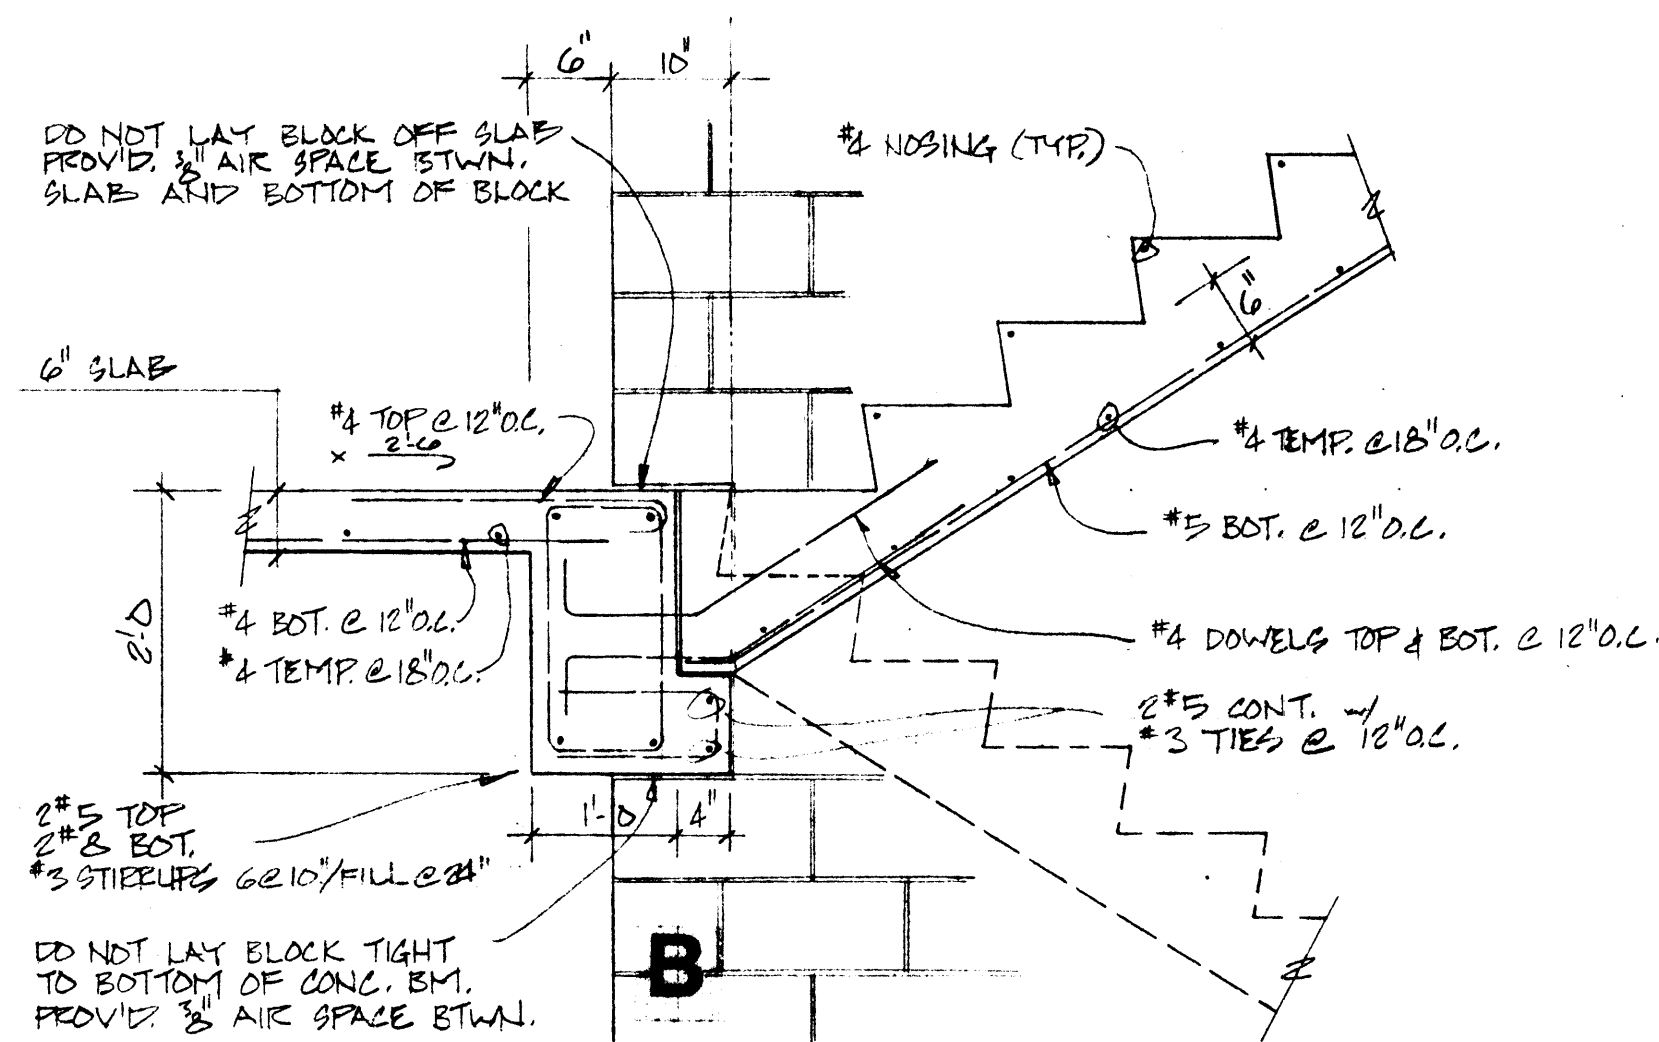 6" 10"
DO NOT LAY BLOCK OFF SLAB
PROV'D. 3/8" AIR SPACE BTWN.
SLAB AND BOTTOM OF BLOCK
#4 NOSING (TYP.)
6"
6" SLAB
#4 TOP @ 12" O.C.
x 2'-6
#4 TEMP. @ 18" O.C.
#5 BOT. @ 12" O.C.
2'-0
#4 BOT. @ 12" O.C.
#4 TEMP. @ 18" O.C.
#4 DOWELS TOP & BOT. @ 12" O.C.
2#5 CONT. w/
#3 TIES @ 12" O.C.
1'-0 4"
2#5 TOP
2#8 BOT.
#3 STIRRUPS 6@10"/FILL @ 24"
DO NOT LAY BLOCK TIGHT
TO BOTTOM OF CONC. BM.
PROV'D. 3/8" AIR SPACE BTWN.
B